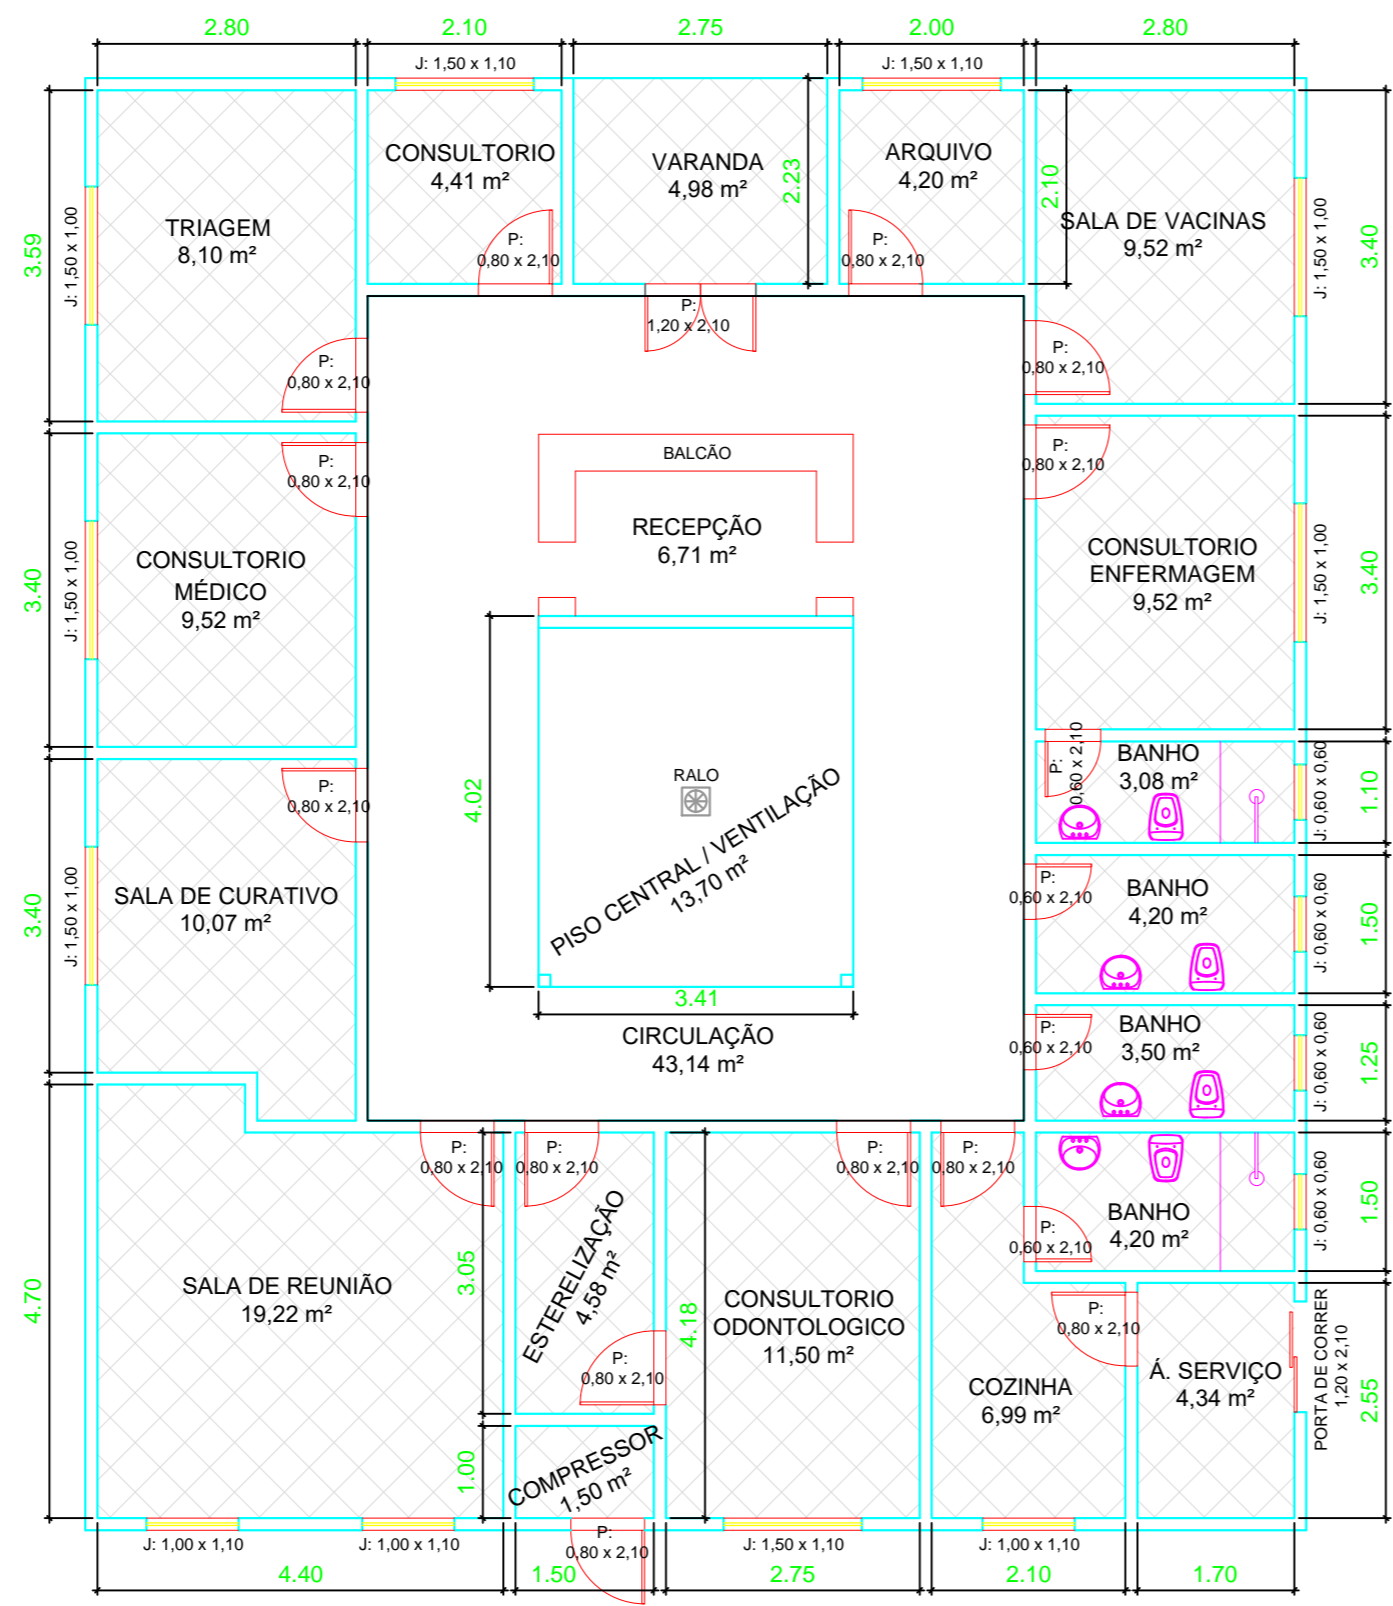 2.80
2.10
2.75
2.00
2.80
J: 1,50 x 1,10
J: 1,50 x 1,10
CONSULTORIO
4,41 m²
VARANDA
4,98 m²
2.23
ARQUIVO
4,20 m²
2.10
TRIAGEM
8,10 m²
3.59
J: 1,50 x 1,00
SALA DE VACINAS
9,52 m²
J: 1,50 x 1,00
3.40
P:
0,80 x 2,10
P:
0,80 x 2,10
P:
1,20 x 2,10
P:
0,80 x 2,10
P:
0,80 x 2,10
P:
0,80 x 2,10
P:
0,80 x 2,10
BALCÃO
RECEPÇÃO
6,71 m²
CONSULTORIO
MÉDICO
9,52 m²
3.40
J: 1,50 x 1,00
CONSULTORIO
ENFERMAGEM
9,52 m²
J: 1,50 x 1,00
3.40
P:
0,60 x 2,10
BANHO
3,08 m²
J: 0,60 x 0,60
1.10
P:
0,80 x 2,10
RALO
4.02
PISO CENTRAL / VENTILAÇÃO
13,70 m²
3.41
SALA DE CURATIVO
10,07 m²
3.40
J: 1,50 x 1,00
P:
0,60 x 2,10
BANHO
4,20 m²
J: 0,60 x 0,60
1.50
CIRCULAÇÃO
43,14 m²
P:
0,60 x 2,10
BANHO
3,50 m²
J: 0,60 x 0,60
1.25
P:
0,80 x 2,10
P:
0,80 x 2,10
P:
0,80 x 2,10
P:
0,80 x 2,10
BANHO
4,20 m²
P:
0,60 x 2,10
J: 0,60 x 0,60
1.50
SALA DE REUNIÃO
19,22 m²
4.70
3.05
ESTERELIZAÇÃO
4,58 m²
4.18
CONSULTORIO
ODONTOLOGICO
11,50 m²
P:
0,80 x 2,10
P:
0,80 x 2,10
COZINHA
6,99 m²
Á. SERVIÇO
4,34 m²
PORTA DE CORRER
1,20 x 2,10
2.55
1.00
COMPRESSOR
1,50 m²
J: 1,00 x 1,10
J: 1,00 x 1,10
P:
0,80 x 2,10
J: 1,50 x 1,10
J: 1,00 x 1,10
4.40
1.50
2.75
2.10
1.70